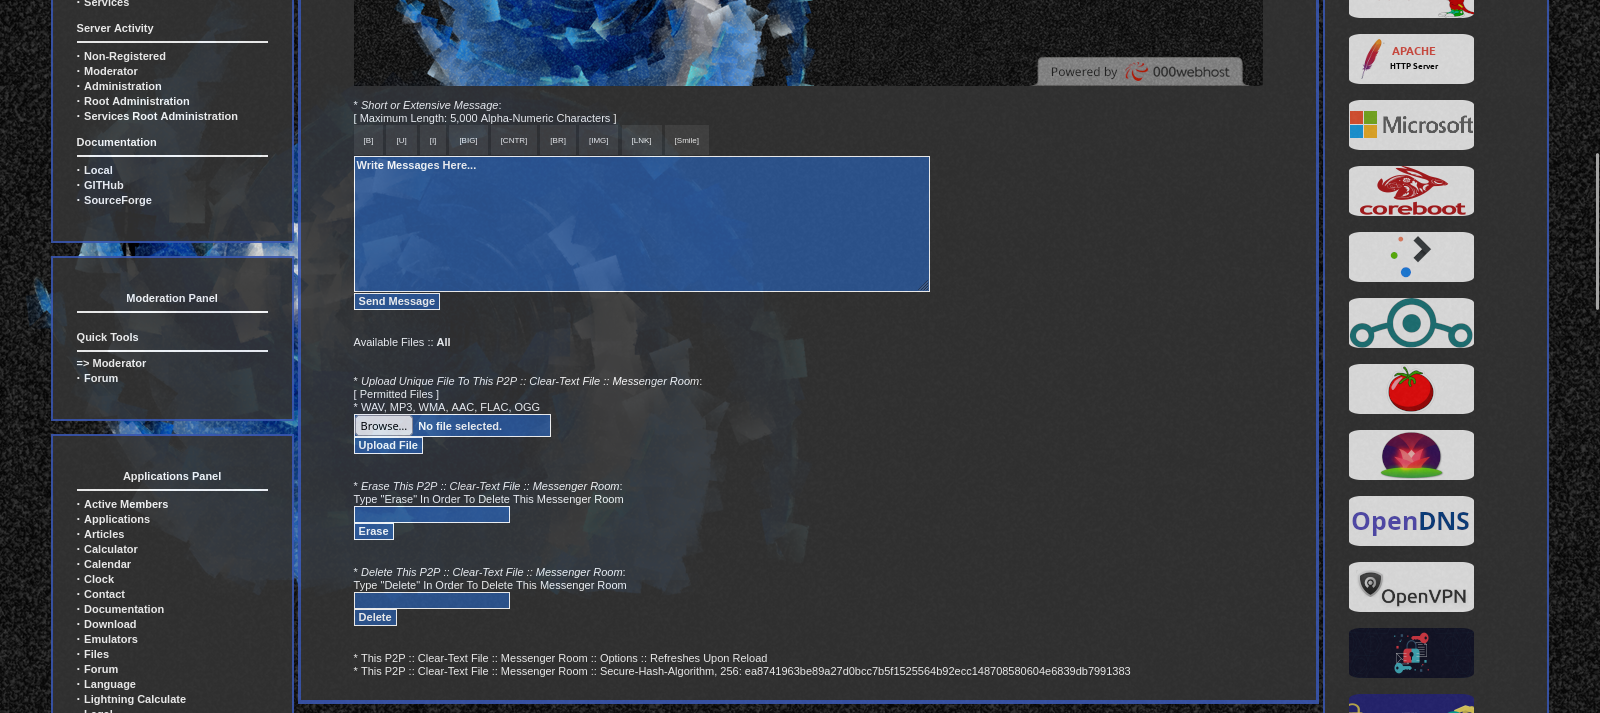 · Services
Server Activity
· Non-Registered
· Moderator
· Administration
· Root Administration
· Services Root Administration
Documentation
· Local
· GITHub
· SourceForge
Moderation Panel
Quick Tools
=> Moderator
· Forum
Applications Panel
· Active Members
· Applications
· Articles
· Calculator
· Calendar
· Clock
· Contact
· Documentation
· Download
· Emulators
· Files
· Forum
· Language
· Lightning Calculate
· Legal
Powered by 000webhost
* Short or Extensive Message:
[ Maximum Length: 5,000 Alpha-Numeric Characters ]
[B] [U] [I] [BIG] [CNTR] [BR] [IMG] [LNK] [Smile]
Write Messages Here...
Send Message
Available Files :: All
* Upload Unique File To This P2P :: Clear-Text File :: Messenger Room:
[ Permitted Files ]
* WAV, MP3, WMA, AAC, FLAC, OGG
Browse... No file selected.
Upload File
* Erase This P2P :: Clear-Text File :: Messenger Room:
Type "Erase" In Order To Delete This Messenger Room
Erase
* Delete This P2P :: Clear-Text File :: Messenger Room:
Type "Delete" In Order To Delete This Messenger Room
Delete
* This P2P :: Clear-Text File :: Messenger Room :: Options :: Refreshes Upon Reload
* This P2P :: Clear-Text File :: Messenger Room :: Secure-Hash-Algorithm, 256: ea8741963be89a27d0bcc7b5f1525564b92ecc148708580604e6839db7991383
APACHE
HTTP Server
Microsoft
coreboot
OpenDNS
OpenVPN